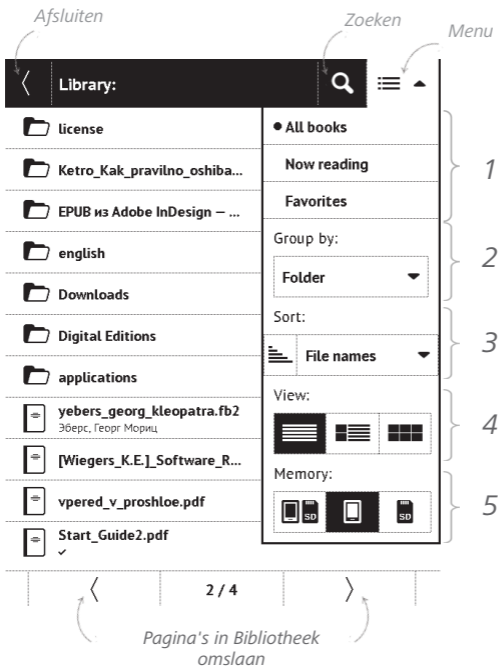 Afsluiten
Zoeken
Menu
Library:
license
Ketro_Kak_pravilno_oshiba...
EPUB из Adobe InDesign — ...
english
Downloads
Digital Editions
applications
yebers_georg_kleopatra.fb2
Эберс, Георг Мориц
[Wiegers_K.E.]_Software_R...
vpered_v_proshloe.pdf
Start_Guide2.pdf
All books
Now reading
Favorites
1
Group by:
Folder
2
Sort:
File names
3
View:
4
Memory:
SD
SD
5
2 / 4
Pagina's in Bibliotheek
omslaan